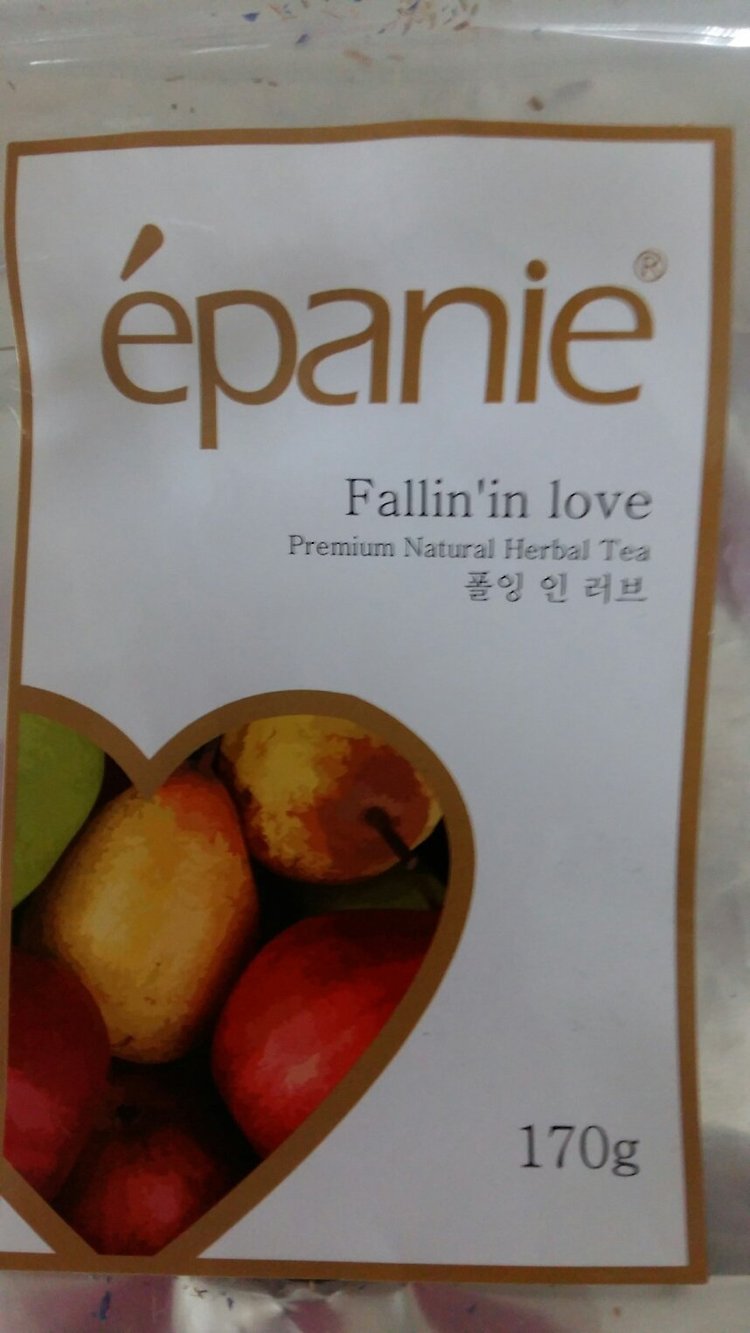 épanie®
Fallin'in love
Premium Natural Herbal Tea
폴잉 인 러브
170g